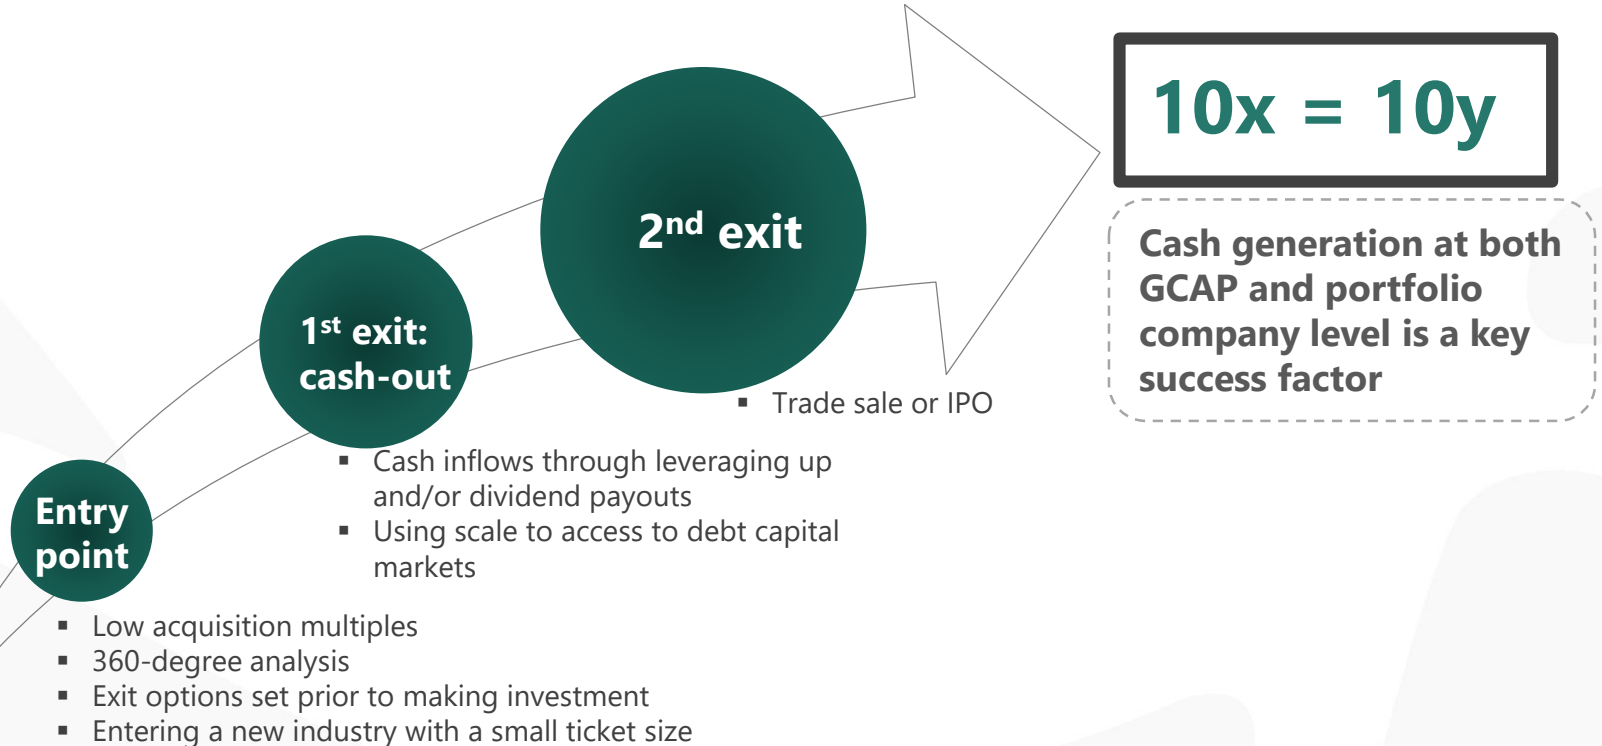 10x = 10y
Cash generation at both
GCAP and portfolio
company level is a key
success factor
2nd exit
▪ Trade sale or IPO
1st exit:
cash-out
▪ Cash inflows through leveraging up
and/or dividend payouts
▪ Using scale to access to debt capital
markets
Entry
point
▪ Low acquisition multiples
▪ 360-degree analysis
▪ Exit options set prior to making investment
▪ Entering a new industry with a small ticket size